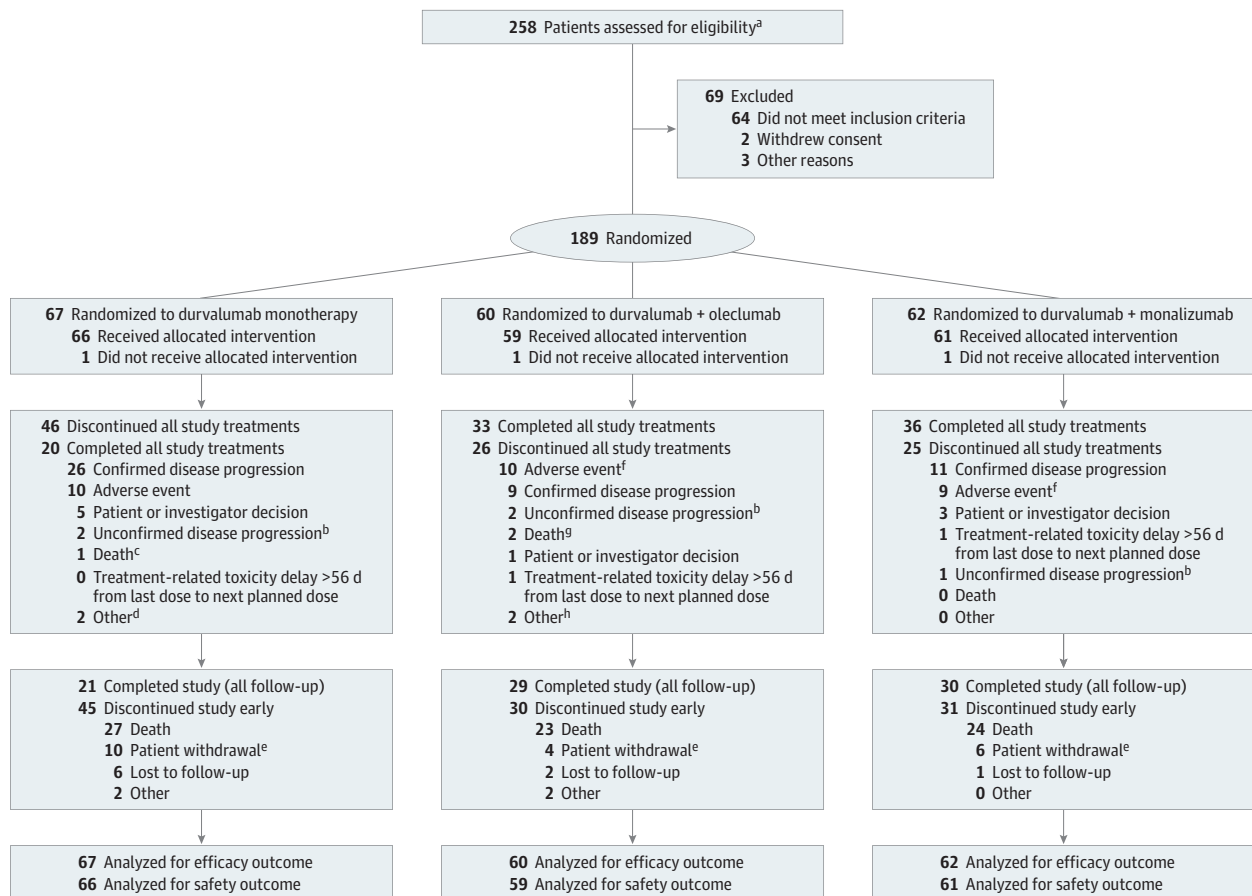 258 Patients assessed for eligibilitya
69 Excluded
64 Did not meet inclusion criteria
2 Withdrew consent
3 Other reasons
189 Randomized
67 Randomized to durvalumab monotherapy
66 Received allocated intervention
1 Did not receive allocated intervention
60 Randomized to durvalumab + oleclumab
59 Received allocated intervention
1 Did not receive allocated intervention
62 Randomized to durvalumab + monalizumab
61 Received allocated intervention
1 Did not receive allocated intervention
46 Discontinued all study treatments
20 Completed all study treatments
26 Confirmed disease progression
10 Adverse event
5 Patient or investigator decision
2 Unconfirmed disease progressionb
1 Deathc
0 Treatment-related toxicity delay >56 d
from last dose to next planned dose
2 Otherd
33 Completed all study treatments
26 Discontinued all study treatments
10 Adverse eventf
9 Confirmed disease progression
2 Unconfirmed disease progressionb
2 Deathg
1 Patient or investigator decision
1 Treatment-related toxicity delay >56 d
from last dose to next planned dose
2 Otherh
36 Completed all study treatments
25 Discontinued all study treatments
11 Confirmed disease progression
9 Adverse eventf
3 Patient or investigator decision
1 Treatment-related toxicity delay >56 d
from last dose to next planned dose
1 Unconfirmed disease progressionb
0 Death
0 Other
21 Completed study (all follow-up)
45 Discontinued study early
27 Death
10 Patient withdrawale
6 Lost to follow-up
2 Other
29 Completed study (all follow-up)
30 Discontinued study early
23 Death
4 Patient withdrawale
2 Lost to follow-up
2 Other
30 Completed study (all follow-up)
31 Discontinued study early
24 Death
6 Patient withdrawale
1 Lost to follow-up
0 Other
67 Analyzed for efficacy outcome
66 Analyzed for safety outcome
60 Analyzed for efficacy outcome
59 Analyzed for safety outcome
62 Analyzed for efficacy outcome
61 Analyzed for safety outcome